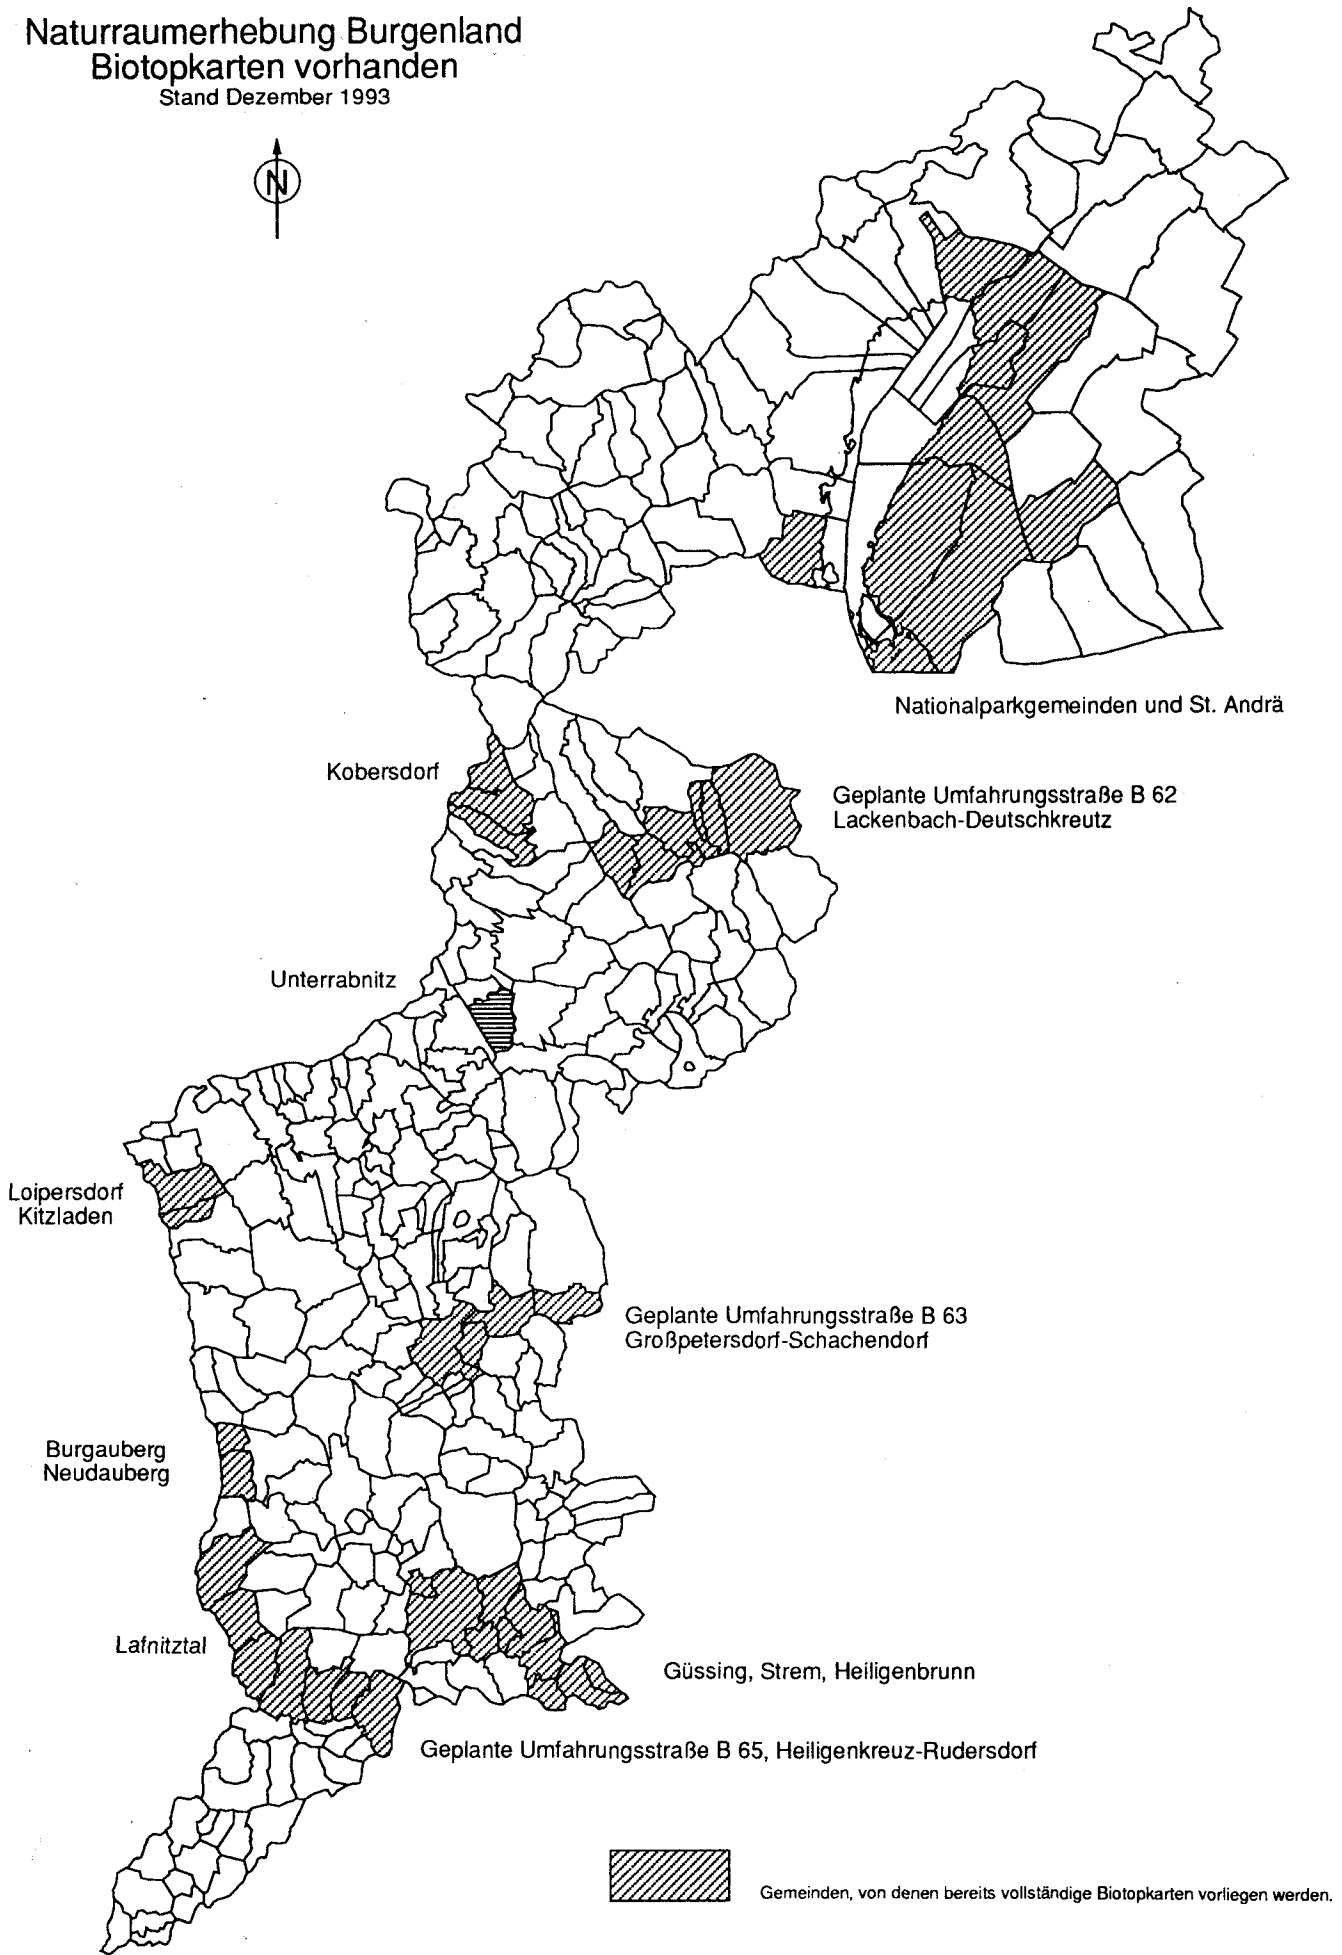 Naturraumerhebung Burgenland
Biotopkarten vorhanden
Stand Dezember 1993
N
Nationalparkgemeinden und St. Andrä
Kobersdorf
Geplante Umfahrungsstraße B 62
Lackenbach-Deutschkreutz
Unterrabnitz
Loipersdorf
Kitzladen
Geplante Umfahrungsstraße B 63
Großpetersdorf-Schachendorf
Burgauberg
Neudauberg
Lafnitztal
Güssing, Strem, Heiligenbrunn
Geplante Umfahrungsstraße B 65, Heiligenkreuz-Rudersdorf
Gemeinden, von denen bereits vollständige Biotopkarten vorliegen werden.